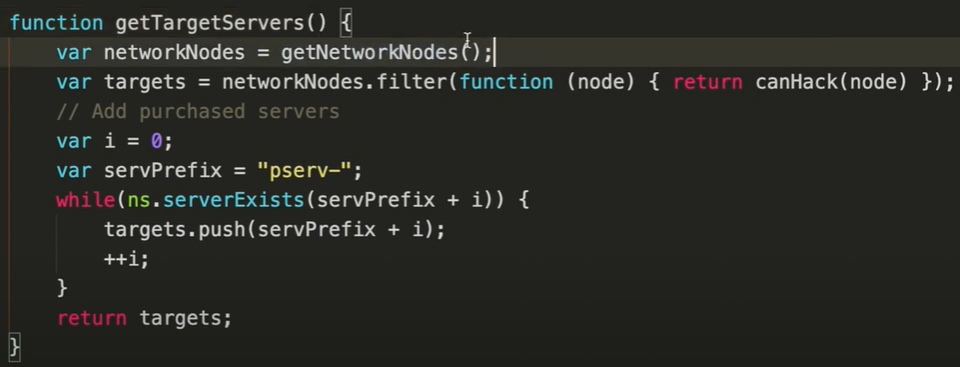 function getTargetServers() {
    var networkNodes = getNetworkNodes();
    var targets = networkNodes.filter(function (node) { return canHack(node) });
    // Add purchased servers
    var i = 0;
    var servPrefix = "pserv-";
    while(ns.serverExists(servPrefix + i)) {
        targets.push(servPrefix + i);
        ++i;
    }
    return targets;
}